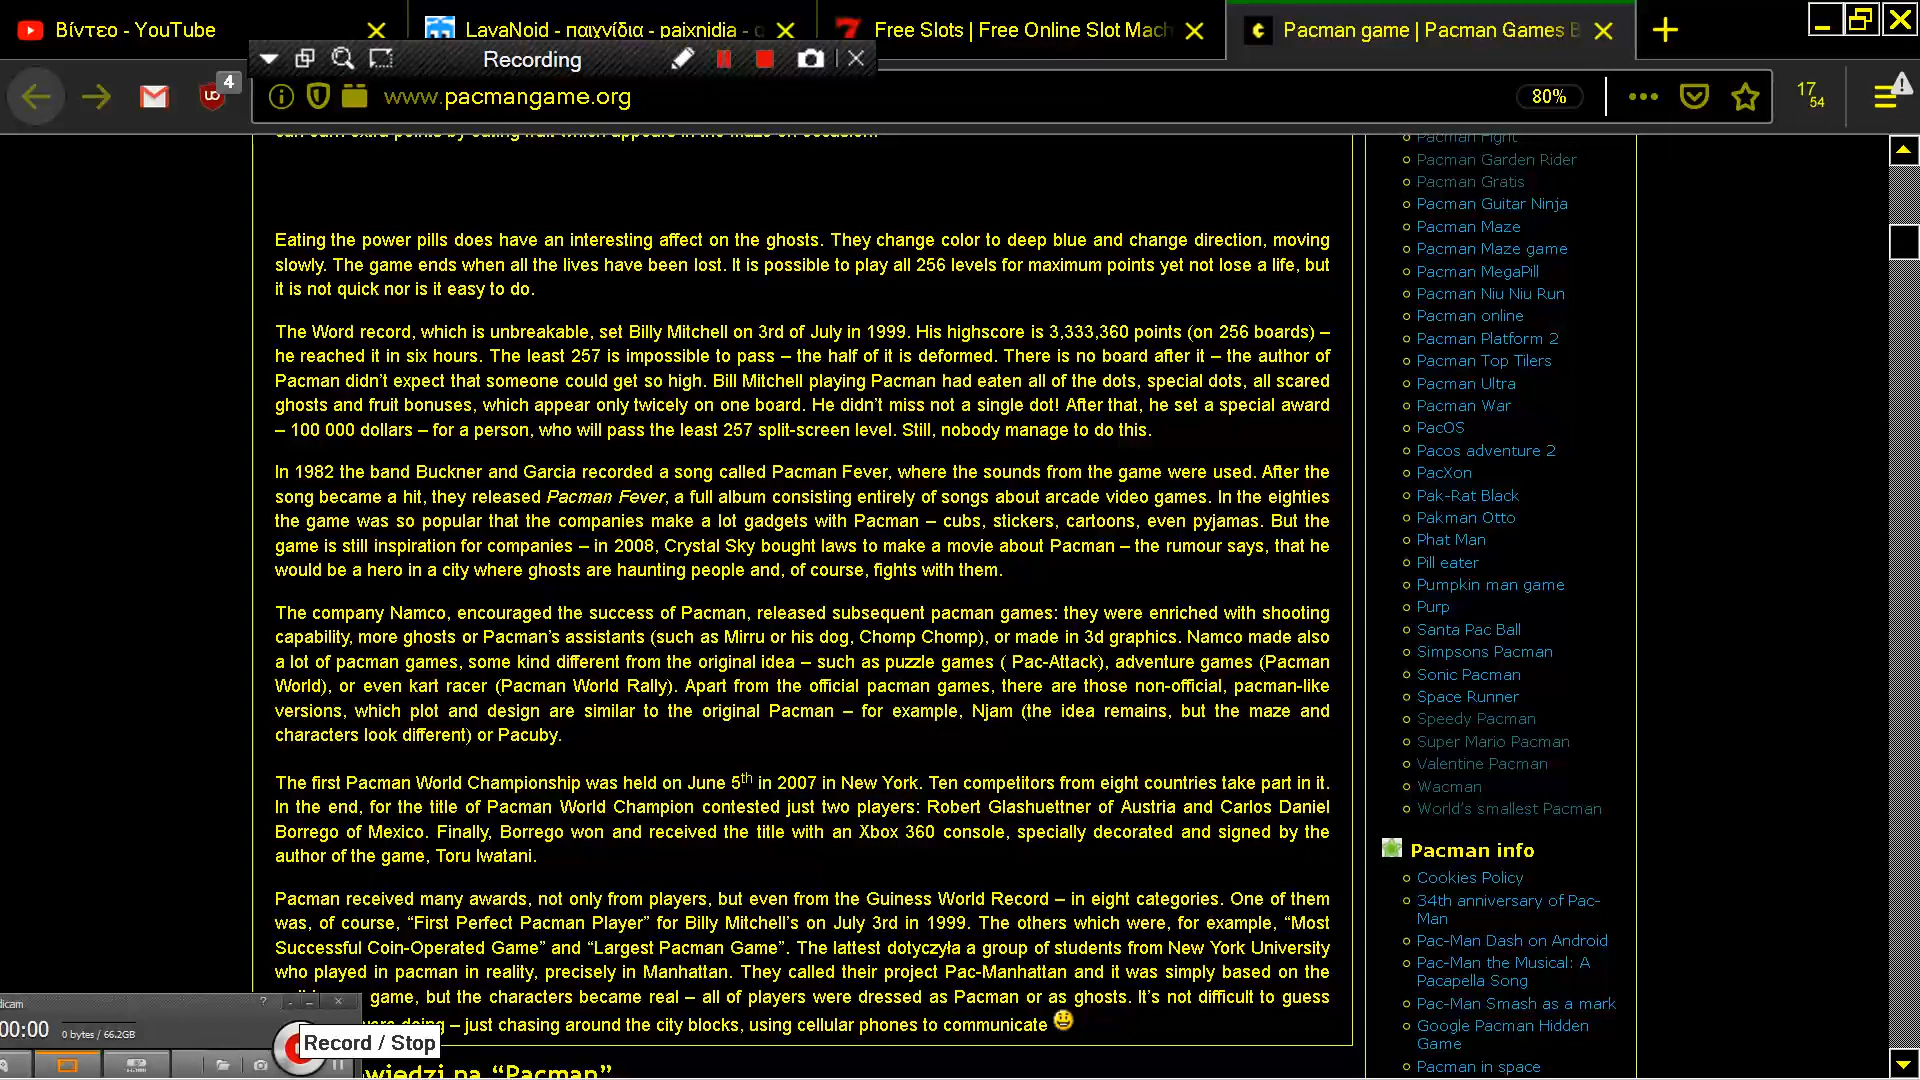 Βίντεο - YouTube
LavaNoid - παιχνίδια - paixnidia -
Free Slots | Free Online Slot Mach
Pacman game | Pacman Games B
Recording
4
www.pacmangame.org
80%
17
54
can earn extra points by eating fruit which appears in the maze on occasion.
Eating the power pills does have an interesting affect on the ghosts. They change color to deep blue and change direction, moving
slowly. The game ends when all the lives have been lost. It is possible to play all 256 levels for maximum points yet not lose a life, but
it is not quick nor is it easy to do.
The Word record, which is unbreakable, set Billy Mitchell on 3rd of July in 1999. His highscore is 3,333,360 points (on 256 boards) –
he reached it in six hours. The least 257 is impossible to pass – the half of it is deformed. There is no board after it – the author of
Pacman didn't expect that someone could get so high. Bill Mitchell playing Pacman had eaten all of the dots, special dots, all scared
ghosts and fruit bonuses, which appear only twicely on one board. He didn't miss not a single dot! After that, he set a special award
– 100 000 dollars – for a person, who will pass the least 257 split-screen level. Still, nobody manage to do this.
In 1982 the band Buckner and Garcia recorded a song called Pacman Fever, where the sounds from the game were used. After the
song became a hit, they released Pacman Fever, a full album consisting entirely of songs about arcade video games. In the eighties
the game was so popular that the companies make a lot gadgets with Pacman – cubs, stickers, cartoons, even pyjamas. But the
game is still inspiration for companies – in 2008, Crystal Sky bought laws to make a movie about Pacman – the rumour says, that he
would be a hero in a city where ghosts are haunting people and, of course, fights with them.
The company Namco, encouraged the success of Pacman, released subsequent pacman games: they were enriched with shooting
capability, more ghosts or Pacman's assistants (such as Mirru or his dog, Chomp Chomp), or made in 3d graphics. Namco made also
a lot of pacman games, some kind different from the original idea – such as puzzle games ( Pac-Attack), adventure games (Pacman
World), or even kart racer (Pacman World Rally). Apart from the official pacman games, there are those non-official, pacman-like
versions, which plot and design are similar to the original Pacman – for example, Njam (the idea remains, but the maze and
characters look different) or Pacuby.
The first Pacman World Championship was held on June 5th in 2007 in New York. Ten competitors from eight countries take part in it.
In the end, for the title of Pacman World Champion contested just two players: Robert Glashuettner of Austria and Carlos Daniel
Borrego of Mexico. Finally, Borrego won and received the title with an Xbox 360 console, specially decorated and signed by the
author of the game, Toru Iwatani.
Pacman received many awards, not only from players, but even from the Guiness World Record – in eight categories. One of them
was, of course, “First Perfect Pacman Player” for Billy Mitchell's on July 3rd in 1999. The others which were, for example, “Most
Successful Coin-Operated Game” and “Largest Pacman Game”. The lattest dotyczyła a group of students from New York University
who played in pacman in reality, precisely in Manhattan. They called their project Pac-Manhattan and it was simply based on the
game, but the characters became real – all of players were dressed as Pacman or as ghosts. It's not difficult to guess
doing – just chasing around the city blocks, using cellular phones to communicate
wiedzi na “Pacman”
Pacman Fight
Pacman Garden Rider
Pacman Gratis
Pacman Guitar Ninja
Pacman Maze
Pacman Maze game
Pacman MegaPill
Pacman Niu Niu Run
Pacman online
Pacman Platform 2
Pacman Top Tilers
Pacman Ultra
Pacman War
PacOS
Pacos adventure 2
PacXon
Pak-Rat Black
Pakman Otto
Phat Man
Pill eater
Pumpkin man game
Purp
Santa Pac Ball
Simpsons Pacman
Sonic Pacman
Space Runner
Speedy Pacman
Super Mario Pacman
Valentine Pacman
Wacman
World's smallest Pacman
Pacman info
Cookies Policy
34th anniversary of Pac-
Man
Pac-Man Dash on Android
Pac-Man the Musical: A
Pacapella Song
Pac-Man Smash as a mark
Google Pacman Hidden
Game
Pacman in space
dicam
00:00
0 bytes / 66.2GB
Record / Stop